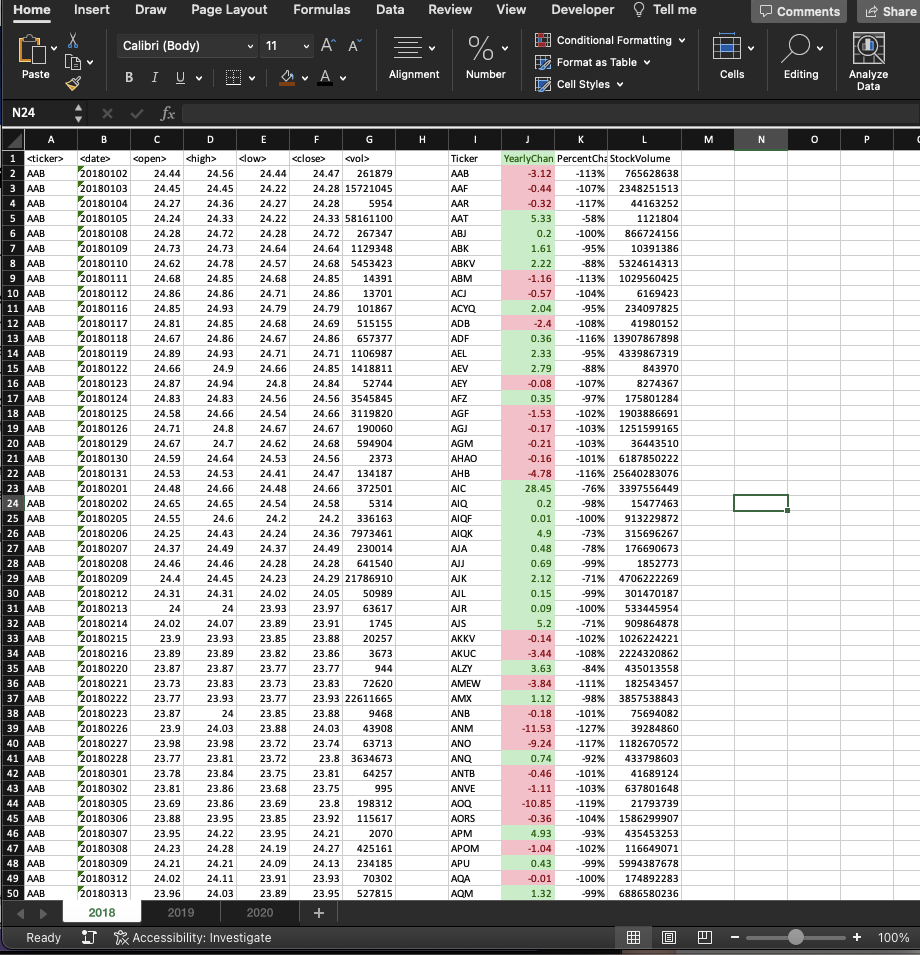 Home Insert Draw Page Layout Formulas Data Review View Developer Tell me Comments Share
Calibri (Body) 11 A A Conditional Formatting
Format as Table
Paste B I U A Alignment Number Cell Styles Cells Editing Analyze Data
N24 fx
A B C D E F G H I J K L M N O P
1 <ticker> <date> <open> <high> <low> <close> <vol> Ticker YearlyChan PercentCha StockVolume
2 AAB 20180102 24.44 24.56 24.44 24.47 261879 AAB -3.12 -113% 765628638
3 AAB 20180103 24.45 24.45 24.22 24.28 15721045 AAF -0.44 -107% 2348251513
4 AAB 20180104 24.27 24.36 24.27 24.28 5954 AAR -0.32 -117% 44163252
5 AAB 20180105 24.24 24.33 24.22 24.33 58161100 AAT 5.33 -58% 1121804
6 AAB 20180108 24.28 24.72 24.28 24.72 267347 ABJ 0.2 -100% 866724156
7 AAB 20180109 24.73 24.73 24.64 24.64 1129348 ABK 1.61 -95% 10391386
8 AAB 20180110 24.62 24.78 24.57 24.68 5453423 ABKV 2.22 -88% 5324614313
9 AAB 20180111 24.68 24.85 24.68 24.85 14391 ABM -1.16 -113% 1029560425
10 AAB 20180112 24.86 24.86 24.71 24.86 13701 ACJ -0.57 -104% 6169423
11 AAB 20180116 24.85 24.93 24.79 24.79 101867 ACYQ 2.04 -95% 234097825
12 AAB 20180117 24.81 24.85 24.68 24.69 515155 ADB -2.4 -108% 41980152
13 AAB 20180118 24.67 24.86 24.67 24.86 657377 ADF 0.36 -116% 13907867898
14 AAB 20180119 24.89 24.93 24.71 24.71 1106987 AEL 2.33 -95% 4339867319
15 AAB 20180122 24.66 24.9 24.66 24.85 1418811 AEV 2.79 -88% 843970
16 AAB 20180123 24.87 24.94 24.8 24.84 52744 AEY -0.08 -107% 8274367
17 AAB 20180124 24.83 24.83 24.56 24.56 3545845 AFZ 0.35 -97% 175801284
18 AAB 20180125 24.58 24.66 24.54 24.66 3119820 AGF -1.53 -102% 1903886691
19 AAB 20180126 24.71 24.8 24.67 24.67 190060 AGJ -0.17 -103% 1251599165
20 AAB 20180129 24.67 24.7 24.62 24.68 594904 AGM -0.21 -103% 36443510
21 AAB 20180130 24.59 24.64 24.53 24.56 2373 AHAO -0.16 -101% 6187850222
22 AAB 20180131 24.53 24.53 24.41 24.47 134187 AHB -4.78 -116% 25640283076
23 AAB 20180201 24.48 24.66 24.48 24.66 372501 AIC 28.45 -76% 3397556449
24 AAB 20180202 24.65 24.65 24.54 24.58 5314 AIQ 0.2 -98% 15477463
25 AAB 20180205 24.55 24.6 24.2 24.2 336163 AIQF 0.01 -100% 913229872
26 AAB 20180206 24.25 24.43 24.24 24.36 7973461 AIQK 4.9 -73% 315696267
27 AAB 20180207 24.37 24.49 24.37 24.49 230014 AJA 0.48 -78% 176690673
28 AAB 20180208 24.46 24.46 24.28 24.28 641540 AJJ 0.69 -99% 1852773
29 AAB 20180209 24.4 24.45 24.23 24.29 21786910 AJK 2.12 -71% 4706222269
30 AAB 20180212 24.31 24.31 24.02 24.05 50989 AJL 0.15 -99% 301470187
31 AAB 20180213 24 24 23.93 23.97 63617 AJR 0.09 -100% 533445954
32 AAB 20180214 24.02 24.07 23.89 23.91 1745 AJS 5.2 -71% 909864878
33 AAB 20180215 23.9 23.93 23.85 23.88 20257 AKKV -0.14 -102% 1026224221
34 AAB 20180216 23.89 23.89 23.82 23.86 3673 AKUC -3.44 -108% 2224320862
35 AAB 20180220 23.87 23.87 23.77 23.77 944 ALZY 3.63 -84% 435013558
36 AAB 20180221 23.73 23.83 23.73 23.83 72620 AMEW -3.84 -111% 182543457
37 AAB 20180222 23.77 23.93 23.77 23.93 22611665 AMX 1.12 -98% 3857538843
38 AAB 20180223 23.87 24 23.85 23.88 9468 ANB -0.18 -101% 75694082
39 AAB 20180226 23.9 24.03 23.88 24.03 43908 ANM -11.53 -127% 39284860
40 AAB 20180227 23.98 23.98 23.72 23.74 63713 ANO -9.24 -117% 1182670572
41 AAB 20180228 23.77 23.81 23.72 23.8 3634673 ANQ 0.74 -92% 433798603
42 AAB 20180301 23.78 23.84 23.75 23.81 64257 ANTB -0.46 -101% 41689124
43 AAB 20180302 23.81 23.86 23.68 23.75 995 ANVE -1.11 -103% 637801648
44 AAB 20180305 23.69 23.86 23.69 23.8 198312 AOQ -10.85 -119% 21793739
45 AAB 20180306 23.88 23.95 23.85 23.92 115617 AORS -0.36 -104% 1586299907
46 AAB 20180307 23.95 24.22 23.95 24.21 2070 APM 4.93 -93% 435453253
47 AAB 20180308 24.23 24.28 24.19 24.27 425161 APOM -1.04 -102% 116649071
48 AAB 20180309 24.21 24.21 24.09 24.13 234185 APU 0.43 -99% 5994387678
49 AAB 20180312 24.02 24.11 23.91 23.93 70302 AQA -0.01 -100% 174892283
50 AAB 20180313 23.96 24.03 23.89 23.95 527815 AQM 1.32 -99% 6886580236
2018 2019 2020 +
Ready Accessibility: Investigate 100%